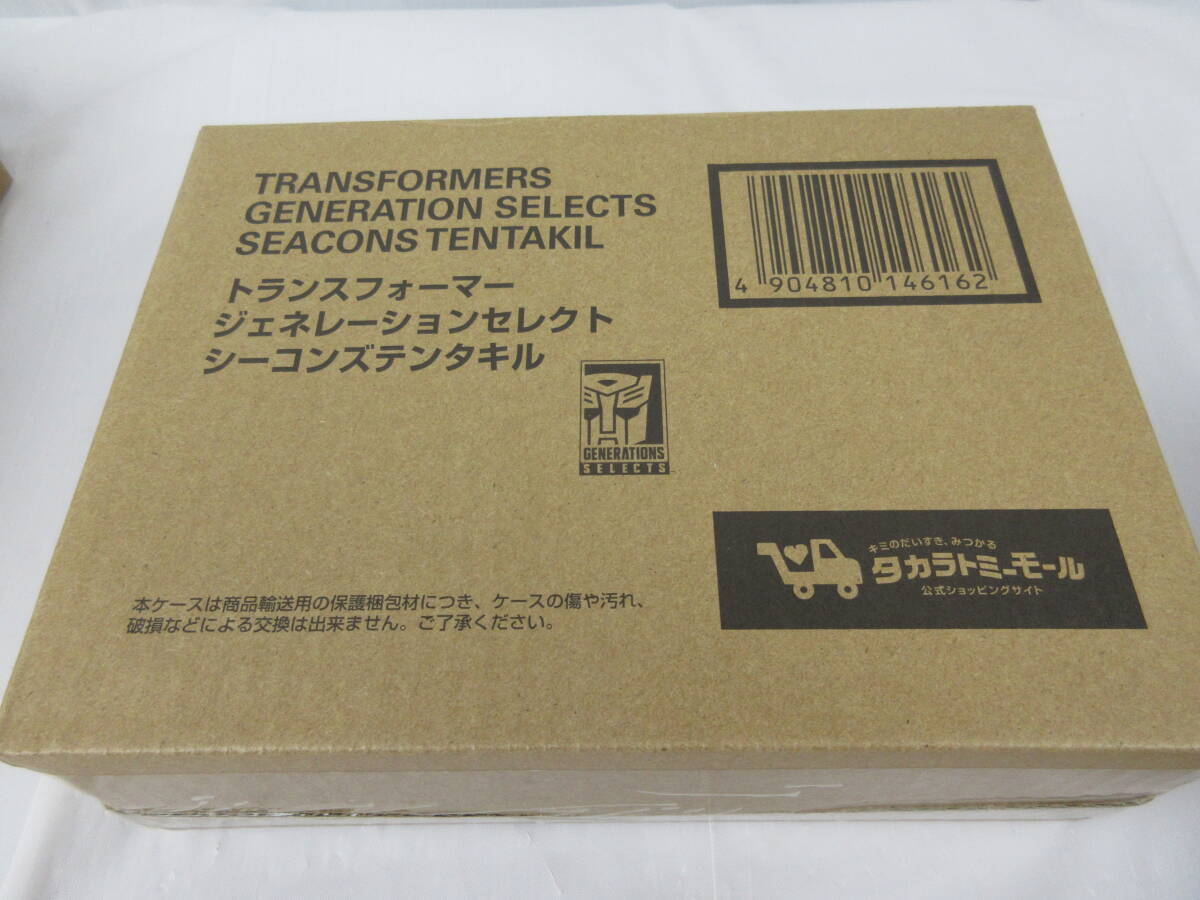 TRANSFORMERS
GENERATION SELECTS
SEACONS TENTAKIL
トランスフォーマー
ジェネレーションセレクト
シーコンズテンタキル
4 904810 146162
GENERATIONS
SELECTS
キミのだいすき、みつかる
タカラトミーモール
公式ショッピングサイト
本ケースは商品輸送用の保護梱包材につき、ケースの傷や汚れ、
破損などによる交換は出来ません。ご了承ください。